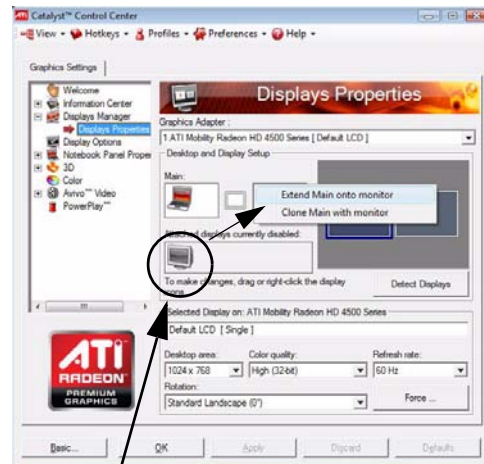 ATI Catalyst™ Control Center
View Hotkeys Profiles Preferences Help
Graphics Settings
Welcome
Information Center
Displays Manager
Displays Properties
Display Options
Notebook Panel Proper
3D
Color
Avivo™ Video
PowerPlay™
ATI
RADEON
PREMIUM
GRAPHICS
Displays Properties
Graphics Adapter :
1.ATI Mobility Radeon HD 4500 Series [ Default LCD ]
Desktop and Display Setup
Main:
Extend Main onto monitor
Clone Main with monitor
Attached displays currently disabled:
To make changes, drag or right-click the display
icons.
Detect Displays
Selected Display on: ATI Mobility Radeon HD 4500 Series
Default LCD [ Single ]
Desktop area: Color quality: Refresh rate:
1024 x 768 High (32-bit) 60 Hz
Rotation:
Standard Landscape (0°) Force ...
Basic... OK Apply Discard Defaults